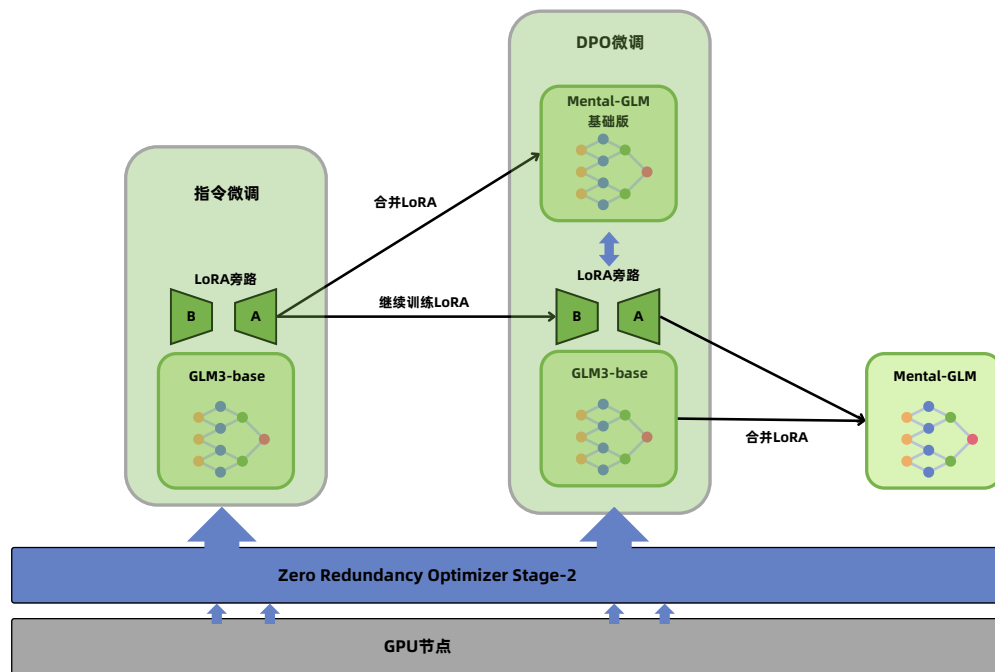 DPO微调
Mental-GLM
基础版
指令微调
合并LoRA
LoRA旁路
LoRA旁路
继续训练LoRA
B
A
B
A
GLM3-base
GLM3-base
Mental-GLM
合并LoRA
Zero Redundancy Optimizer Stage-2
GPU节点